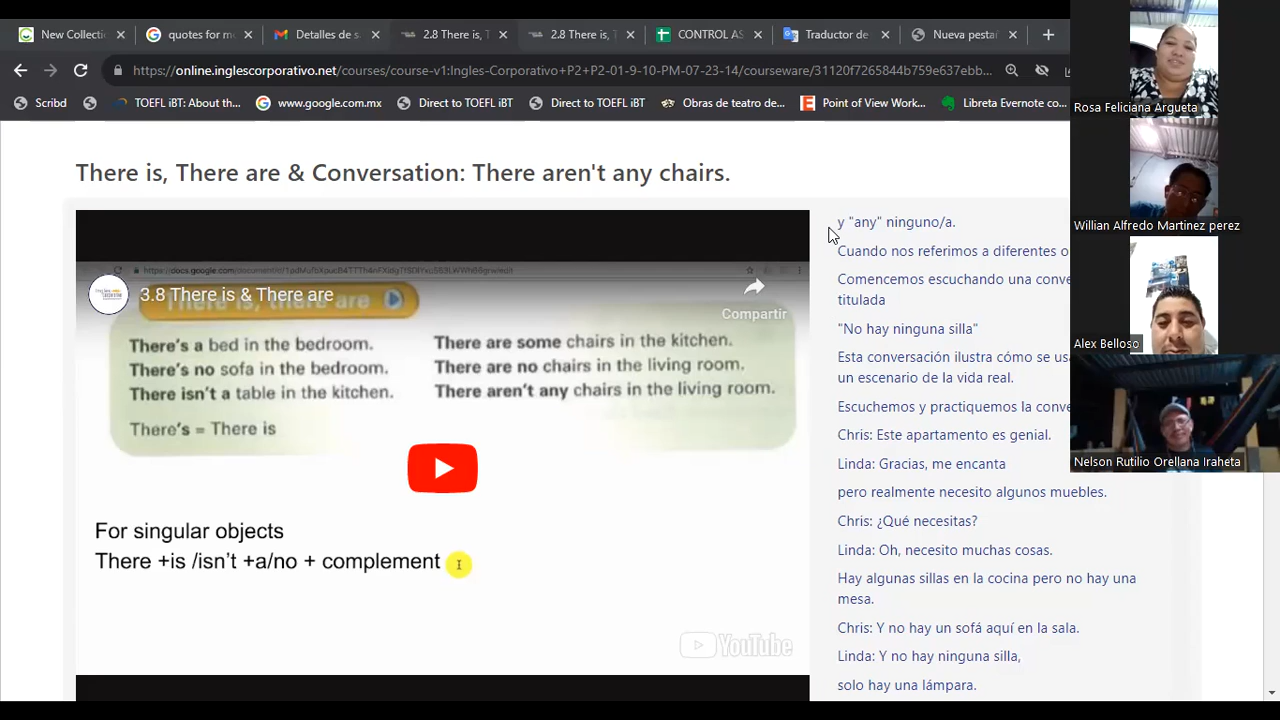 New Collecti
quotes for m
Detalles de s
2.8 There is, T
2.8 There is, T
CONTROL AS
Traductor de
Nueva pestañ
https://online.inglescorporativo.net/courses/course-v1:Ingles-Corporativo+P2+P2-01-9-10-PM-07-23-14/courseware/31120f7265844b759e637ebb...
Scribd
TOEFL iBT: About th...
www.google.com.mx
Direct to TOEFL iBT
Direct to TOEFL iBT
Obras de teatro de...
Point of View Work...
Libreta Evernote co...
There is, There are & Conversation: There aren't any chairs.
3.8 There is & There are
Compartir
There's a bed in the bedroom.
There's no sofa in the bedroom.
There isn't a table in the kitchen.
There's = There is
There are some chairs in the kitchen.
There are no chairs in the living room.
There aren't any chairs in the living room.
For singular objects
There +is /isn't +a/no + complement
YouTube
y "any" ninguno/a.
Cuando nos referimos a diferentes o
Comencemos escuchando una conve
titulada
"No hay ninguna silla"
Esta conversación ilustra cómo se usa
un escenario de la vida real.
Escuchemos y practiquemos la conve
Chris: Este apartamento es genial.
Linda: Gracias, me encanta
pero realmente necesito algunos muebles.
Chris: ¿Qué necesitas?
Linda: Oh, necesito muchas cosas.
Hay algunas sillas en la cocina pero no hay una
mesa.
Chris: Y no hay un sofá aquí en la sala.
Linda: Y no hay ninguna silla,
solo hay una lámpara.
Rosa Feliciana Argueta
Willian Alfredo Martinez perez
Alex Belloso
Nelson Rutilio Orellana Iraheta